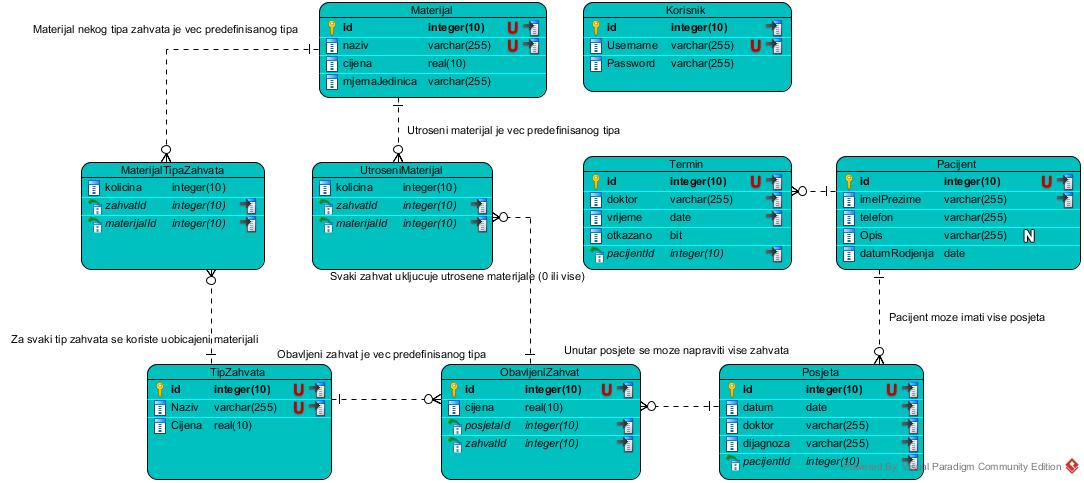 Materijal
id integer(10) U
naziv varchar(255) U
cijena real(10)
mjernaJedinica varchar(255)
Korisnik
id integer(10) U
Username varchar(255) U
Password varchar(255)
Materijal nekog tipa zahvata je vec predefinisanog tipa
Utroseni materijal je vec predefinisanog tipa
MaterijalTipaZahvata
kolicina integer(10)
zahvatId integer(10)
materijalId integer(10)
UtroseniMaterijal
kolicina integer(10)
zahvatId integer(10)
materijalId integer(10)
Termin
id integer(10) U
doktor varchar(255)
vrijeme date
otkazano bit
pacijentId integer(10)
Pacijent
id integer(10) U
imeIPrezime varchar(255)
telefon varchar(255)
Opis varchar(255) N
datumRodjenja date
Svaki zahvat ukljucuje utrosene materijale (0 ili vise)
Pacijent moze imati vise posjeta
Za svaki tip zahvata se koriste uobicajeni materijali
Obavljeni zahvat je vec predefinisanog tipa
Unutar posjete se moze napraviti vise zahvata
TipZahvata
id integer(10) U
Naziv varchar(255) U
Cijena real(10)
ObavljeniZahvat
id integer(10) U
cijena real(10)
posjetaId integer(10)
zahvatId integer(10)
Posjeta
id integer(10) U
datum date
doktor varchar(255)
dijagnoza varchar(255)
pacijentId integer(10)
Powered By Visual Paradigm Community Edition